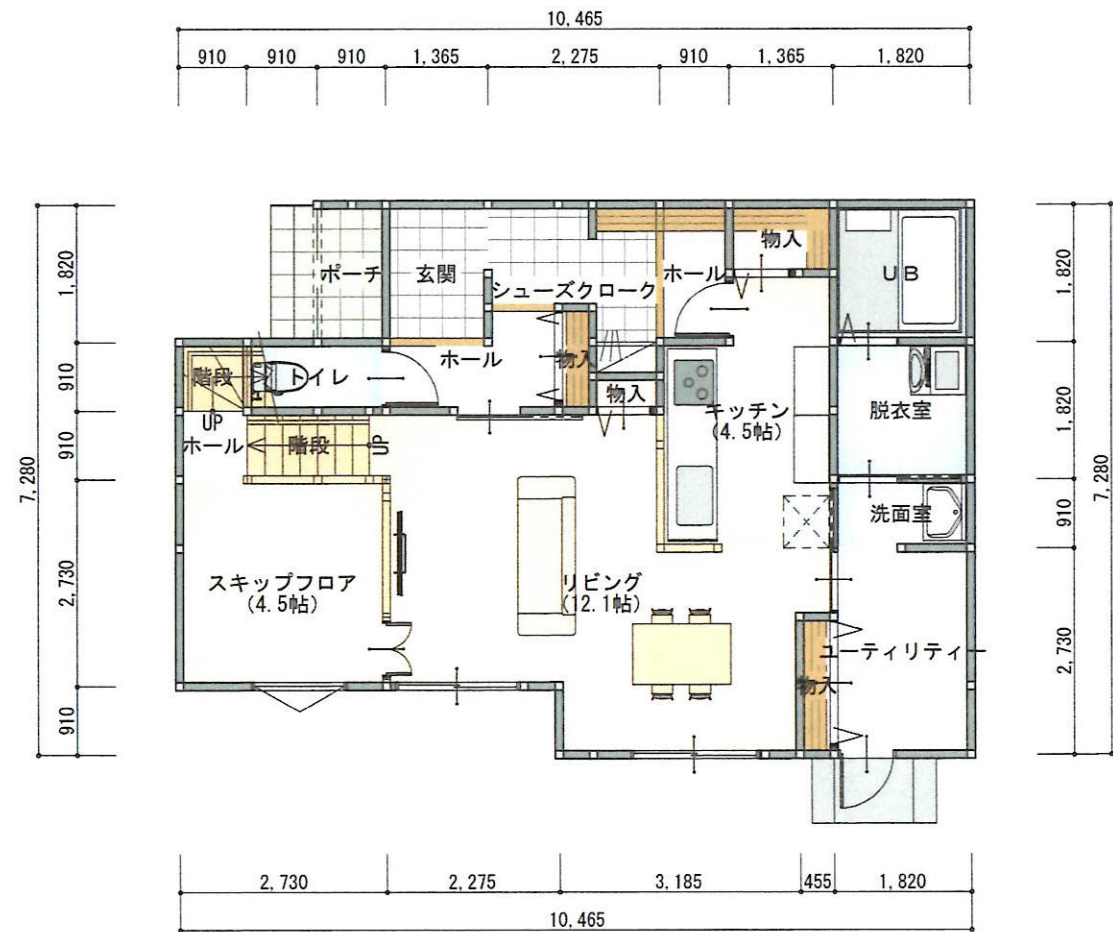 10,465
910
910
910
1,365
2,275
910
1,365
1,820
7,280
1,820
910
910
2,730
910
1,820
1,820
910
2,730
7,280
ポーチ
玄関
シューズクローク
ホール
物入
UB
階段
トイレ
ホール
物入
物入
キッチン
(4.5帖)
脱衣室
UP
ホール
階段
UP
洗面室
スキップフロア
(4.5帖)
リビング
(12.1帖)
ユーティリティ
物入
2,730
2,275
3,185
455
1,820
10,465